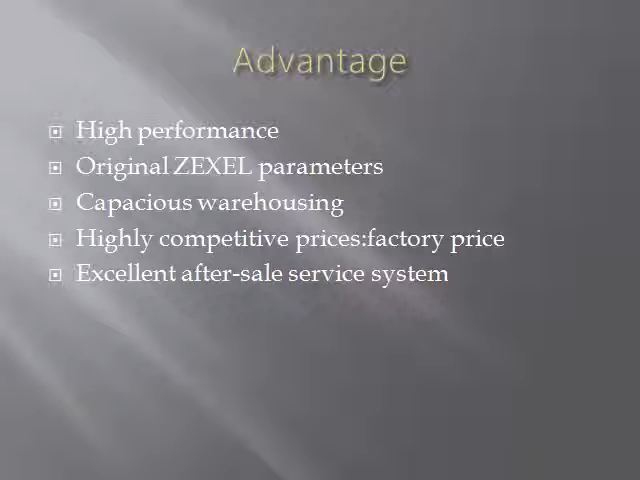 Advantage
High performance
Original ZEXEL parameters
Capacious warehousing
Highly competitive prices:factory price
Excellent after-sale service system